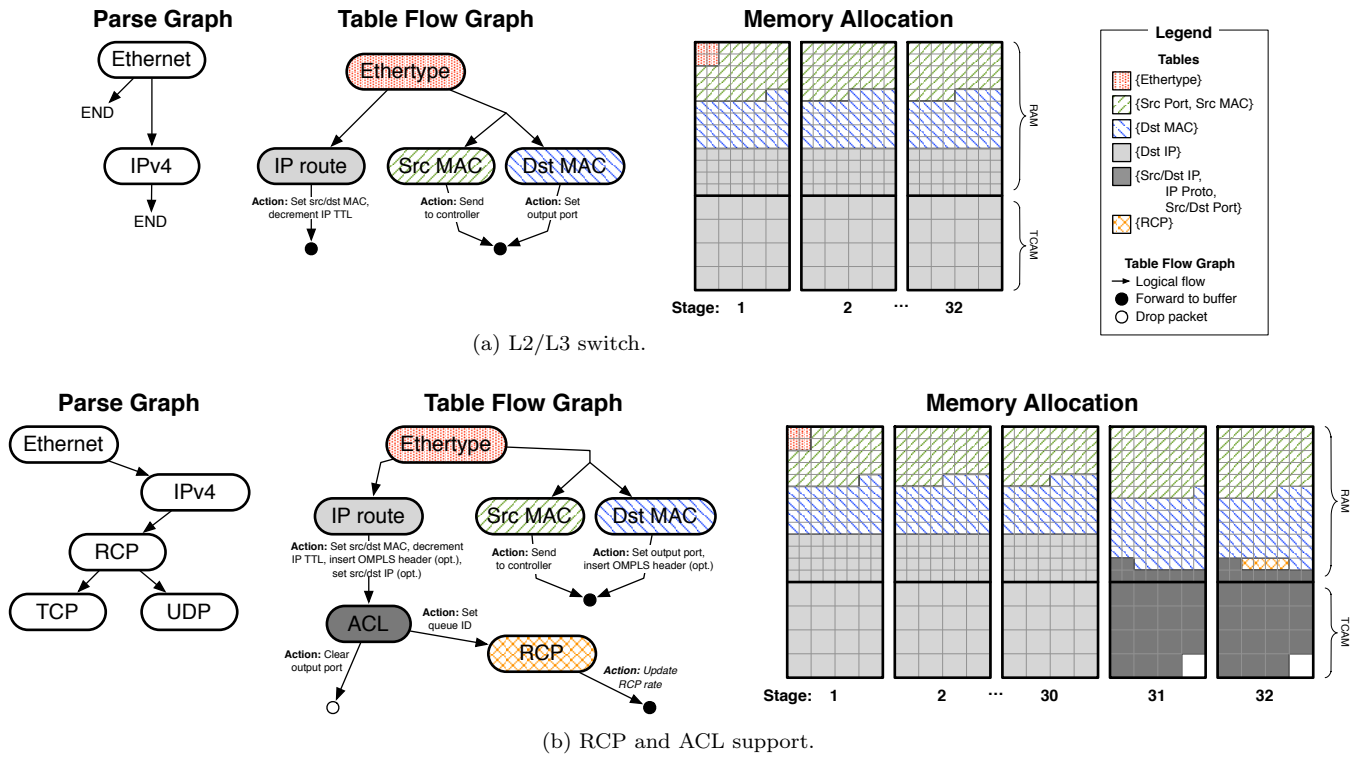 Parse Graph
Table Flow Graph
Memory Allocation
Ethernet
END
IPv4
END
Ethertype
IP route
Src MAC
Dst MAC
Action: Set src/dst MAC,
decrement IP TTL
Action: Send
to controller
Action: Set
output port
RAM
TCAM
Stage: 1 2 ... 32
Legend
Tables
{Ethertype}
{Src Port, Src MAC}
{Dst MAC}
{Dst IP}
{Src/Dst IP,
IP Proto,
Src/Dst Port}
{RCP}
Table Flow Graph
Logical flow
Forward to buffer
Drop packet
(a) L2/L3 switch.
Parse Graph
Table Flow Graph
Memory Allocation
Ethernet
IPv4
RCP
TCP
UDP
Ethertype
IP route
Src MAC
Dst MAC
Action: Set src/dst MAC, decrement
IP TTL, insert OMPLS header (opt.),
set src/dst IP (opt.)
Action: Send
to controller
Action: Set output port,
insert OMPLS header (opt.)
ACL
Action: Set
queue ID
Action: Clear
output port
RCP
Action: Update
RCP rate
RAM
TCAM
Stage: 1 2 ... 30 31 32
(b) RCP and ACL support.